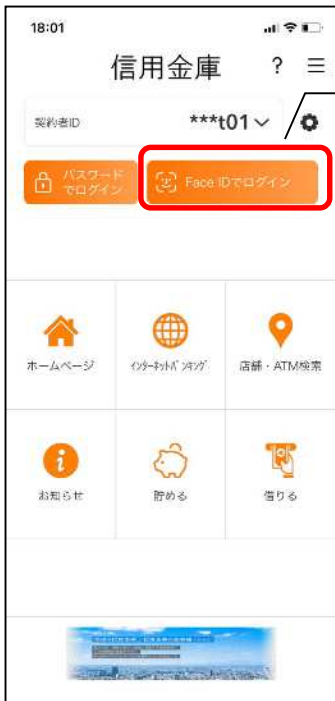 18:01
信用金庫 ?
契約者ID ***t01
パスワード
でログイン
Face IDでログイン
ホームページ
インターネットバンキング
店舗・ATM検索
お知らせ
貯める
借りる